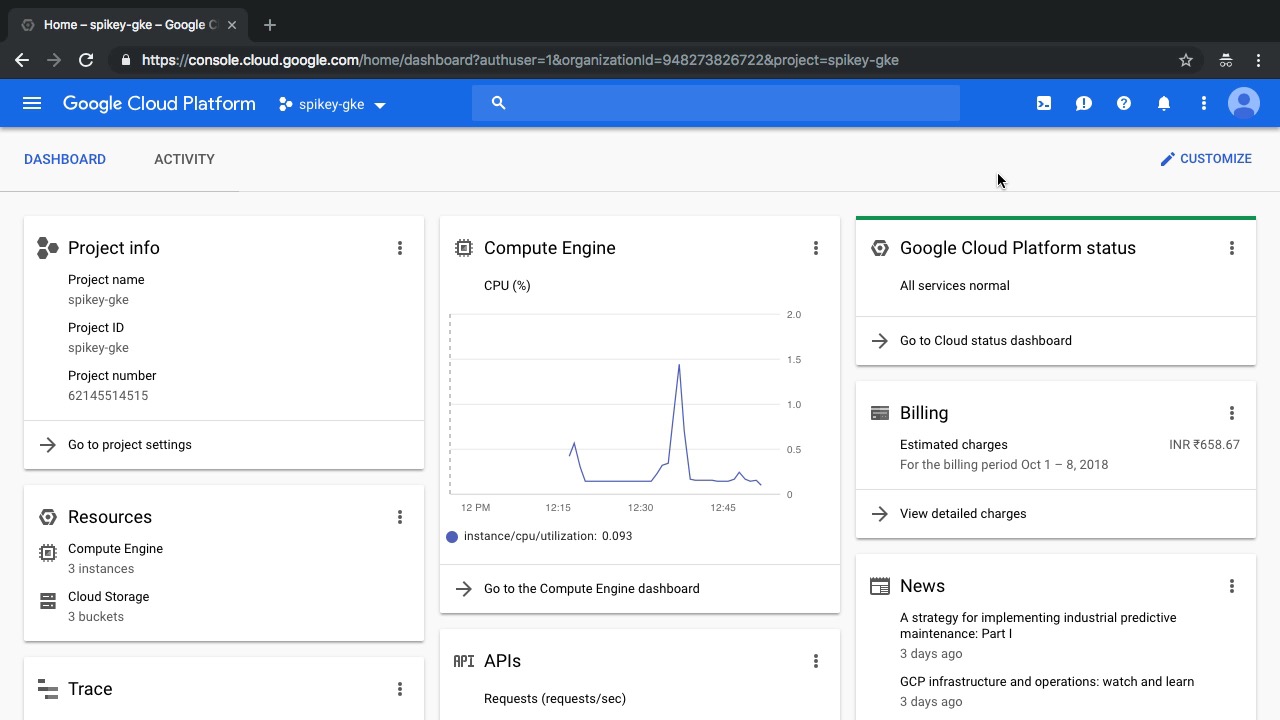 Home – spikey-gke – Google C
https://console.cloud.google.com/home/dashboard?authuser=1&organizationId=948273826722&project=spikey-gke
Google Cloud Platform
spikey-gke
DASHBOARD
ACTIVITY
CUSTOMIZE
Project info
Project name
spikey-gke
Project ID
spikey-gke
Project number
62145514515
Go to project settings
Resources
Compute Engine
3 instances
Cloud Storage
3 buckets
Trace
Compute Engine
CPU (%)
2.0
1.5
1.0
0.5
0
12 PM 12:15 12:30 12:45
instance/cpu/utilization: 0.093
Go to the Compute Engine dashboard
API APIs
Requests (requests/sec)
Google Cloud Platform status
All services normal
Go to Cloud status dashboard
Billing
Estimated charges INR ₹658.67
For the billing period Oct 1 – 8, 2018
View detailed charges
News
A strategy for implementing industrial predictive
maintenance: Part I
3 days ago
GCP infrastructure and operations: watch and learn
3 days ago